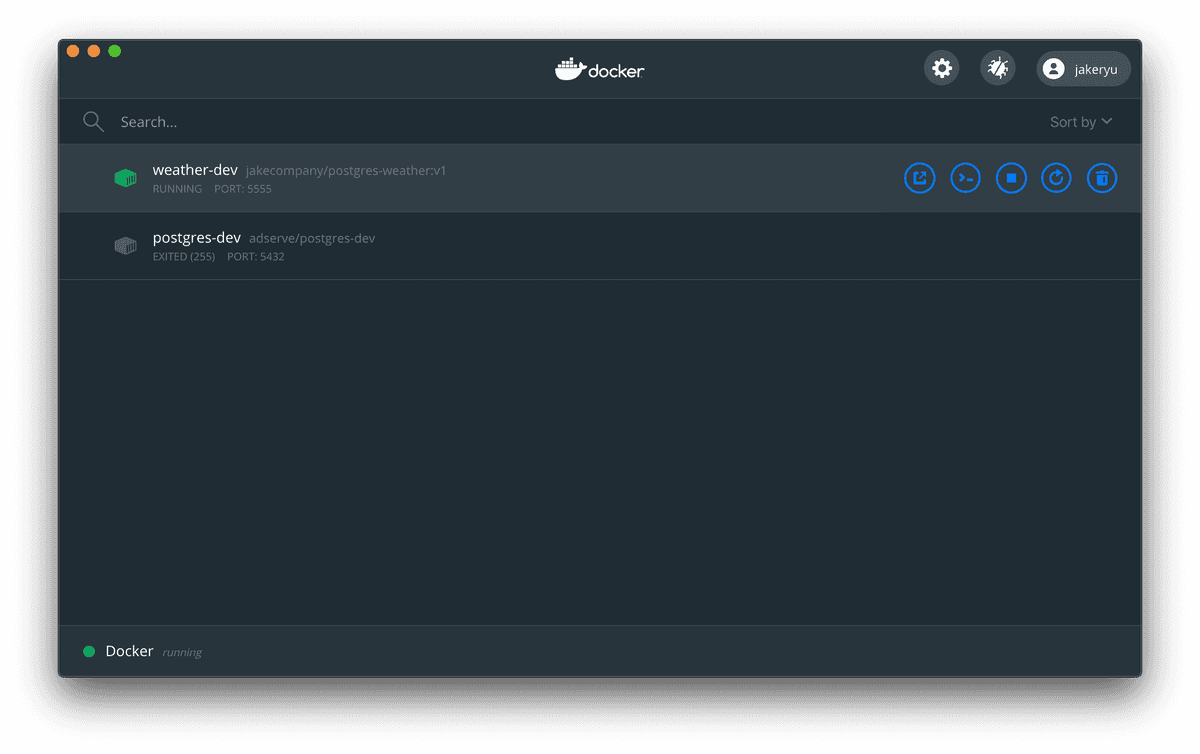 docker
jakeryu
Search...
Sort by
weather-dev jakecompany/postgres-weather:v1
RUNNING PORT: 5555
postgres-dev adserve/postgres-dev
EXITED (255) PORT: 5432
Docker running